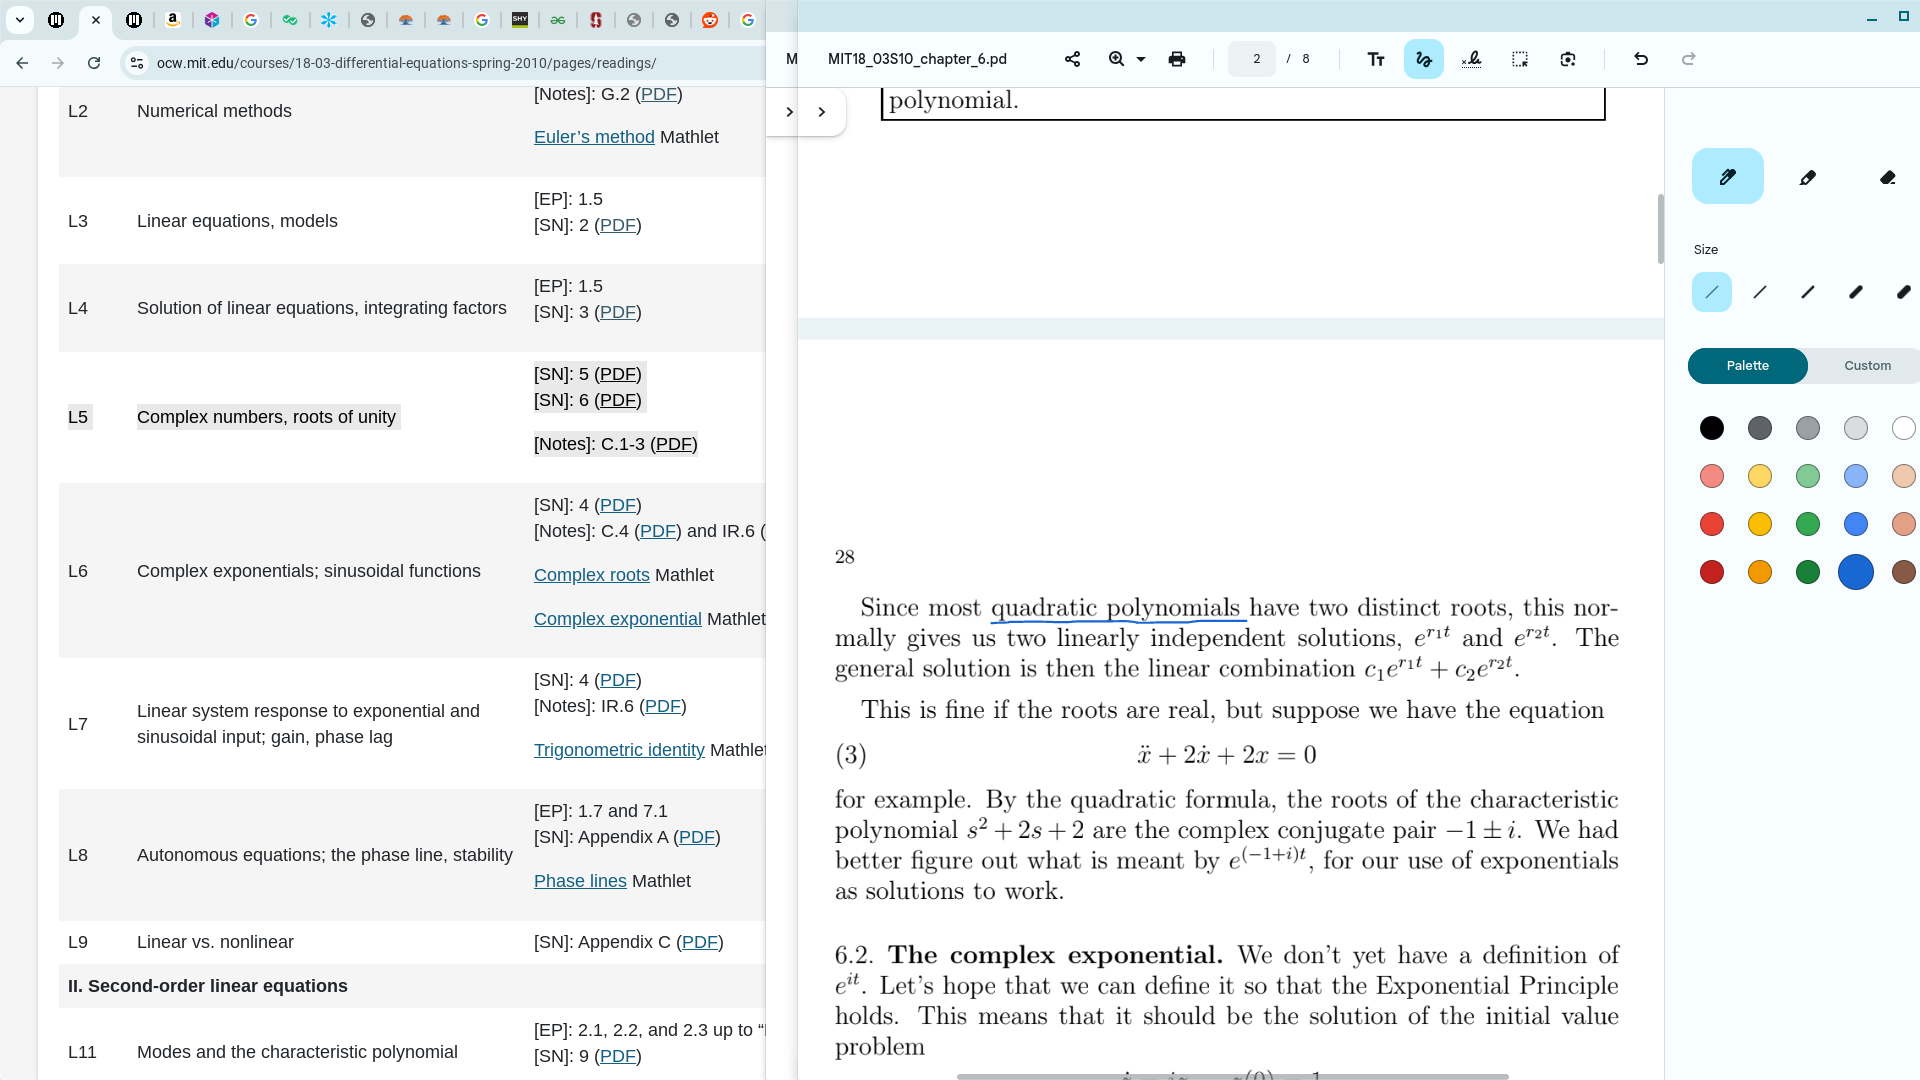 SHY
ocw.mit.edu/courses/18-03-differential-equations-spring-2010/pages/readings/
L2 Numerical methods
[Notes]: G.2 (PDF)
Euler’s method Mathlet
L3 Linear equations, models
[EP]: 1.5
[SN]: 2 (PDF)
L4 Solution of linear equations, integrating factors
[EP]: 1.5
[SN]: 3 (PDF)
L5 Complex numbers, roots of unity
[SN]: 5 (PDF)
[SN]: 6 (PDF)
[Notes]: C.1-3 (PDF)
L6 Complex exponentials; sinusoidal functions
[SN]: 4 (PDF)
[Notes]: C.4 (PDF) and IR.6 (
Complex roots Mathlet
Complex exponential Mathlet
L7 Linear system response to exponential and
sinusoidal input; gain, phase lag
[SN]: 4 (PDF)
[Notes]: IR.6 (PDF)
Trigonometric identity Mathlet
L8 Autonomous equations; the phase line, stability
[EP]: 1.7 and 7.1
[SN]: Appendix A (PDF)
Phase lines Mathlet
L9 Linear vs. nonlinear
[SN]: Appendix C (PDF)
II. Second-order linear equations
L11 Modes and the characteristic polynomial
[EP]: 2.1, 2.2, and 2.3 up to “
[SN]: 9 (PDF)
M
MIT18_03S10_chapter_6.pd
2 / 8
polynomial.
28
Since most quadratic polynomials have two distinct roots, this nor-
mally gives us two linearly independent solutions, e^{r₁t} and e^{r₂t}. The
general solution is then the linear combination c₁e^{r₁t} + c₂e^{r₂t}.
This is fine if the roots are real, but suppose we have the equation
(3) ẍ + 2ẋ + 2x = 0
for example. By the quadratic formula, the roots of the characteristic
polynomial s² + 2s + 2 are the complex conjugate pair −1 ± i. We had
better figure out what is meant by e^{(−1+i)t}, for our use of exponentials
as solutions to work.
6.2. The complex exponential. We don’t yet have a definition of
e^{it}. Let’s hope that we can define it so that the Exponential Principle
holds. This means that it should be the solution of the initial value
problem
Size
Palette
Custom